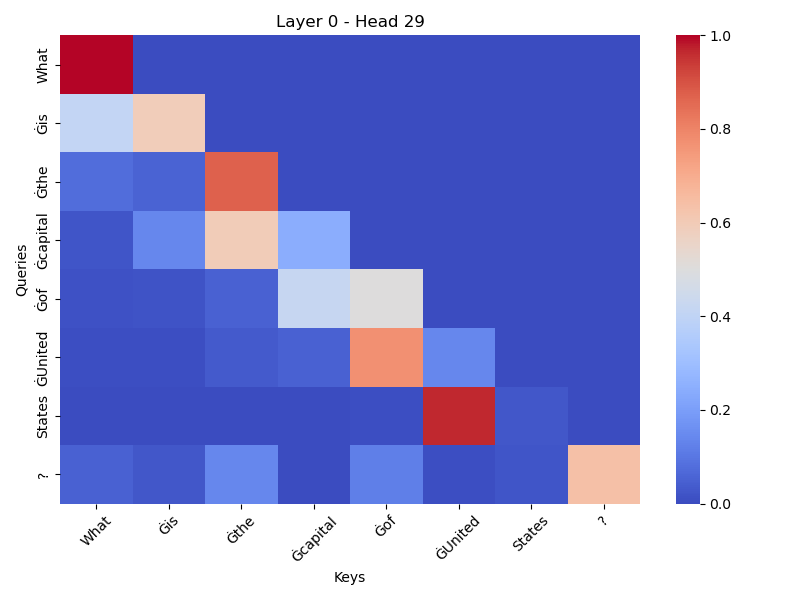 Layer 0 - Head 29
Queries
What
Ġis
Ġthe
Ġcapital
Ġof
ĠUnited
States
?
What
Ġis
Ġthe
Ġcapital
Ġof
ĠUnited
States
?
Keys
1.0
0.8
0.6
0.4
0.2
0.0